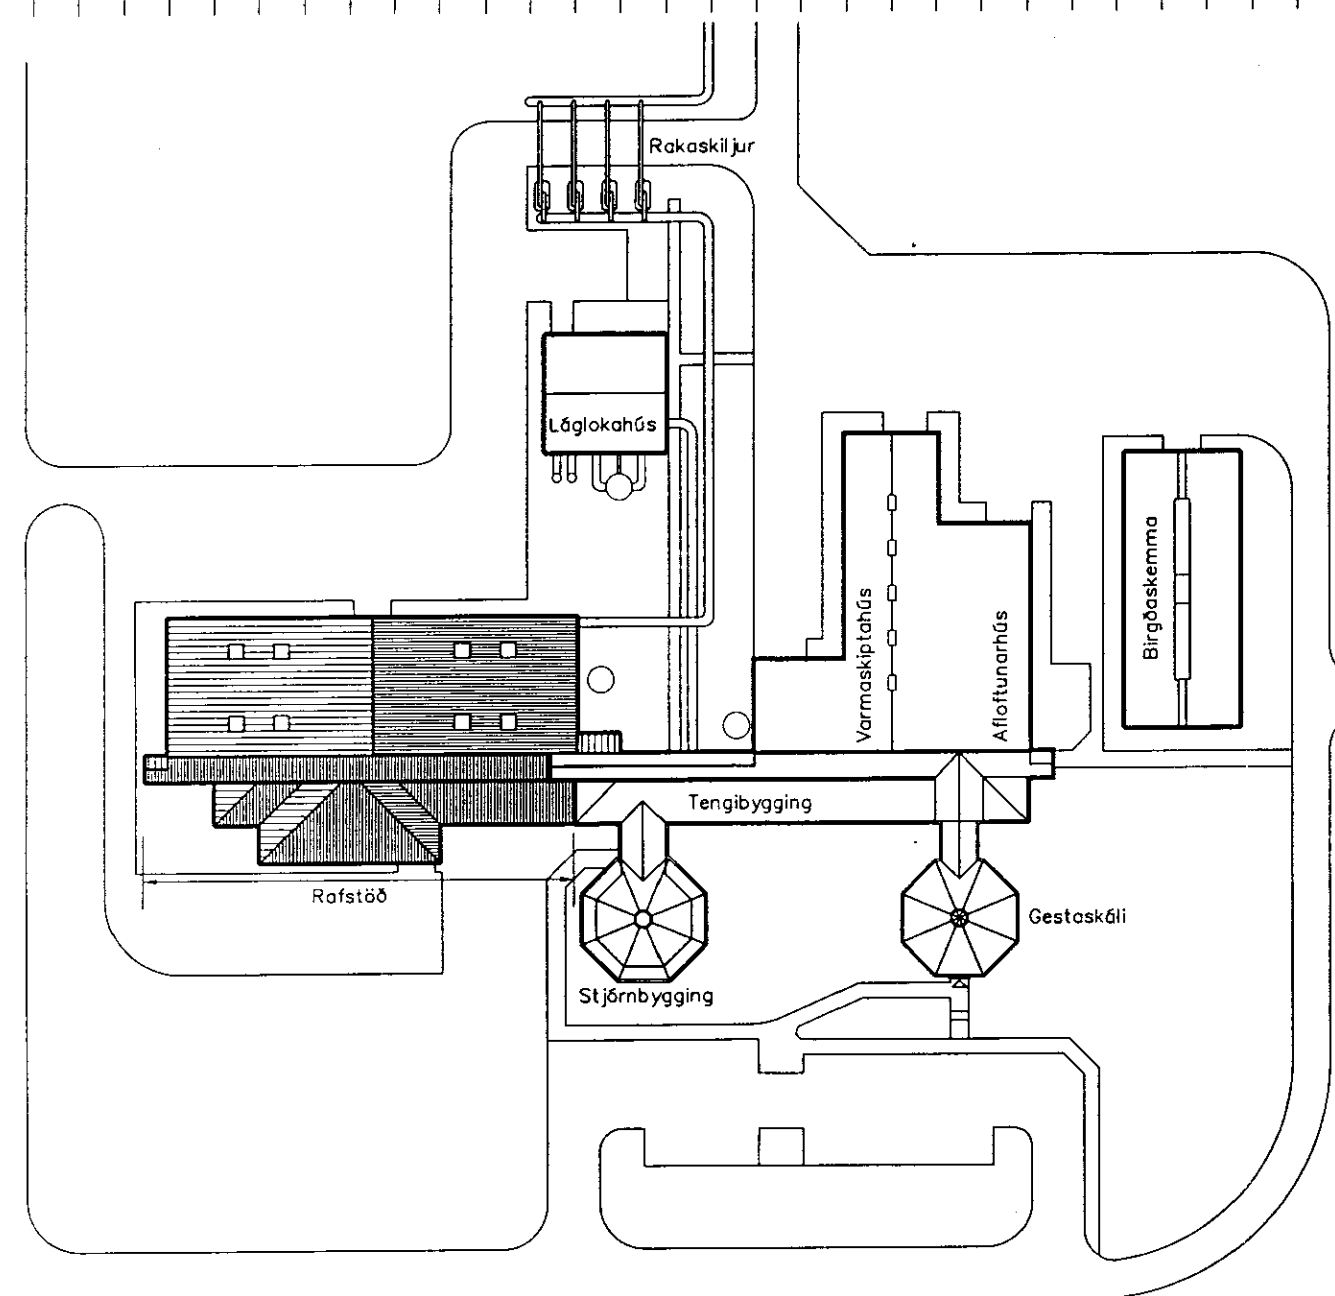 Rakaskiljur
Láglokahús
Varmaskiptahús
Afloftunarhús
Birgðaskemma
Tengibygging
Rafstöð
Gestaskáli
Stjórnbygging